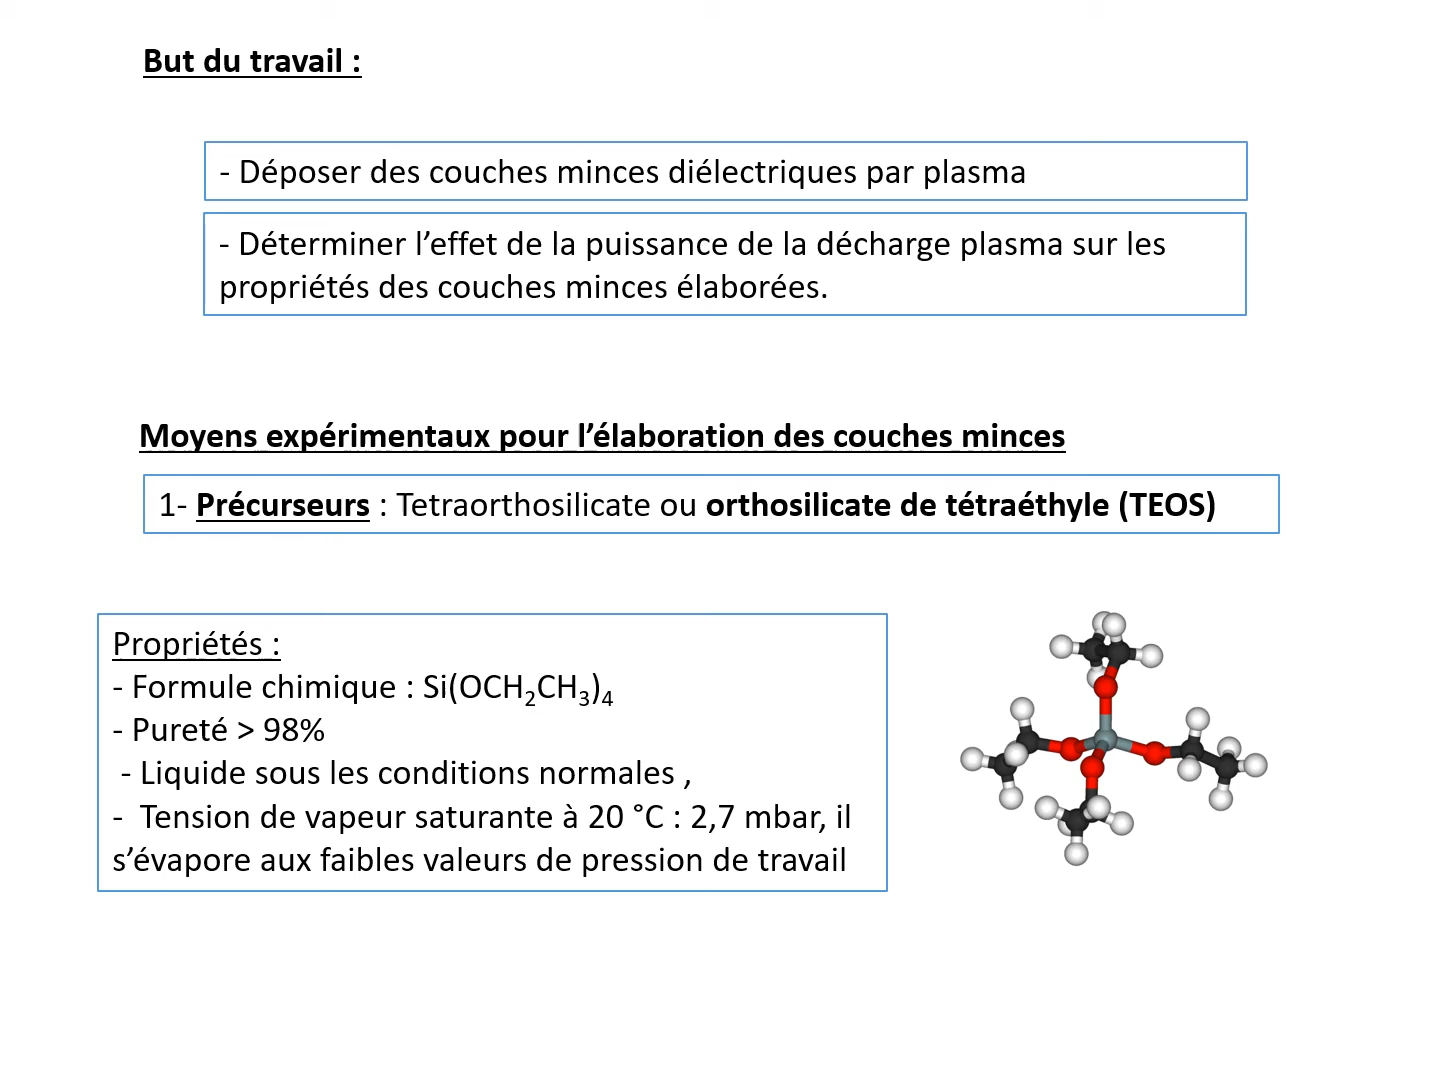 But du travail :
- Déposer des couches minces diélectriques par plasma
- Déterminer l’effet de la puissance de la décharge plasma sur les
propriétés des couches minces élaborées.
Moyens expérimentaux pour l’élaboration des couches minces
1- Précurseurs : Tetraorthosilicate ou orthosilicate de tétraéthyle (TEOS)
Propriétés :
- Formule chimique : Si(OCH₂CH₃)₄
- Pureté > 98%
- Liquide sous les conditions normales ,
- Tension de vapeur saturante à 20 °C : 2,7 mbar, il
s’évapore aux faibles valeurs de pression de travail